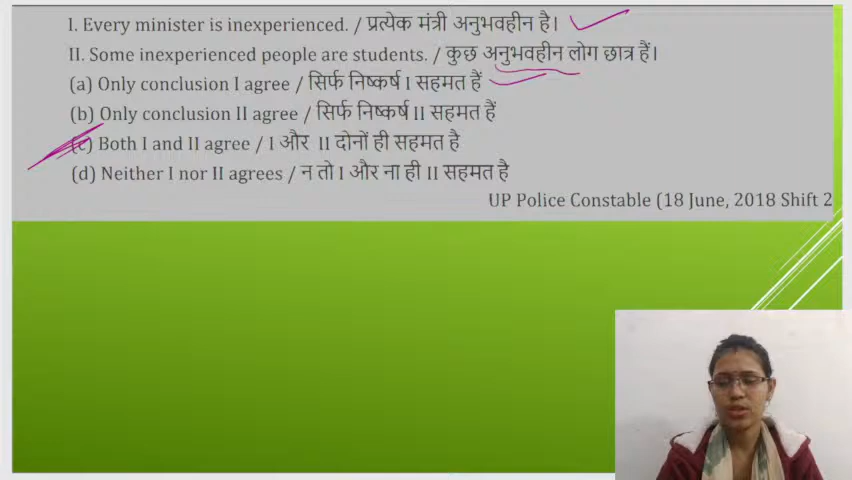 I. Every minister is inexperienced. / प्रत्येक मंत्री अनुभवहीन है।
II. Some inexperienced people are students. / कुछ अनुभवहीन लोग छात्र हैं।
(a) Only conclusion I agree / सिर्फ निष्कर्ष I सहमत हैं
(b) Only conclusion II agree / सिर्फ निष्कर्ष II सहमत हैं
(c) Both I and II agree / I और II दोनों ही सहमत है
(d) Neither I nor II agrees / न तो I और ना ही II सहमत है
UP Police Constable (18 June, 2018 Shift 2